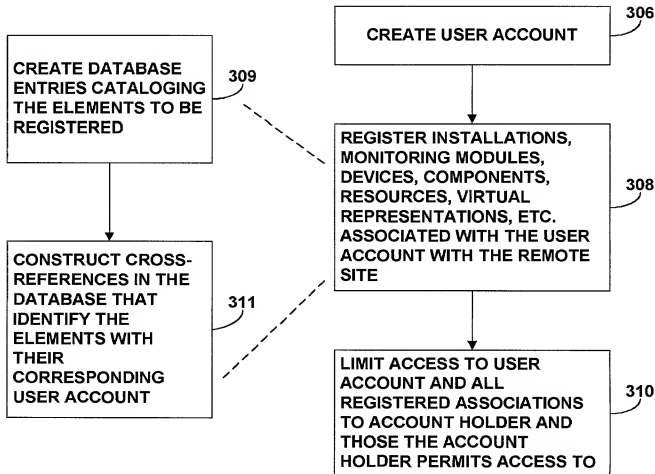 306
CREATE USER ACCOUNT
CREATE DATABASE
ENTRIES CATALOGING
THE ELEMENTS TO BE
REGISTERED
309
REGISTER INSTALLATIONS,
MONITORING MODULES,
DEVICES, COMPONENTS,
RESOURCES, VIRTUAL
REPRESENTATIONS, ETC.
ASSOCIATED WITH THE USER
ACCOUNT WITH THE REMOTE
SITE
308
CONSTRUCT CROSS-
REFERENCES IN THE
DATABASE THAT
IDENTIFY THE
ELEMENTS WITH
THEIR
CORRESPONDING
USER ACCOUNT
311
LIMIT ACCESS TO USER
ACCOUNT AND ALL
REGISTERED ASSOCIATIONS
TO ACCOUNT HOLDER AND
THOSE THE ACCOUNT
HOLDER PERMITS ACCESS TO
310